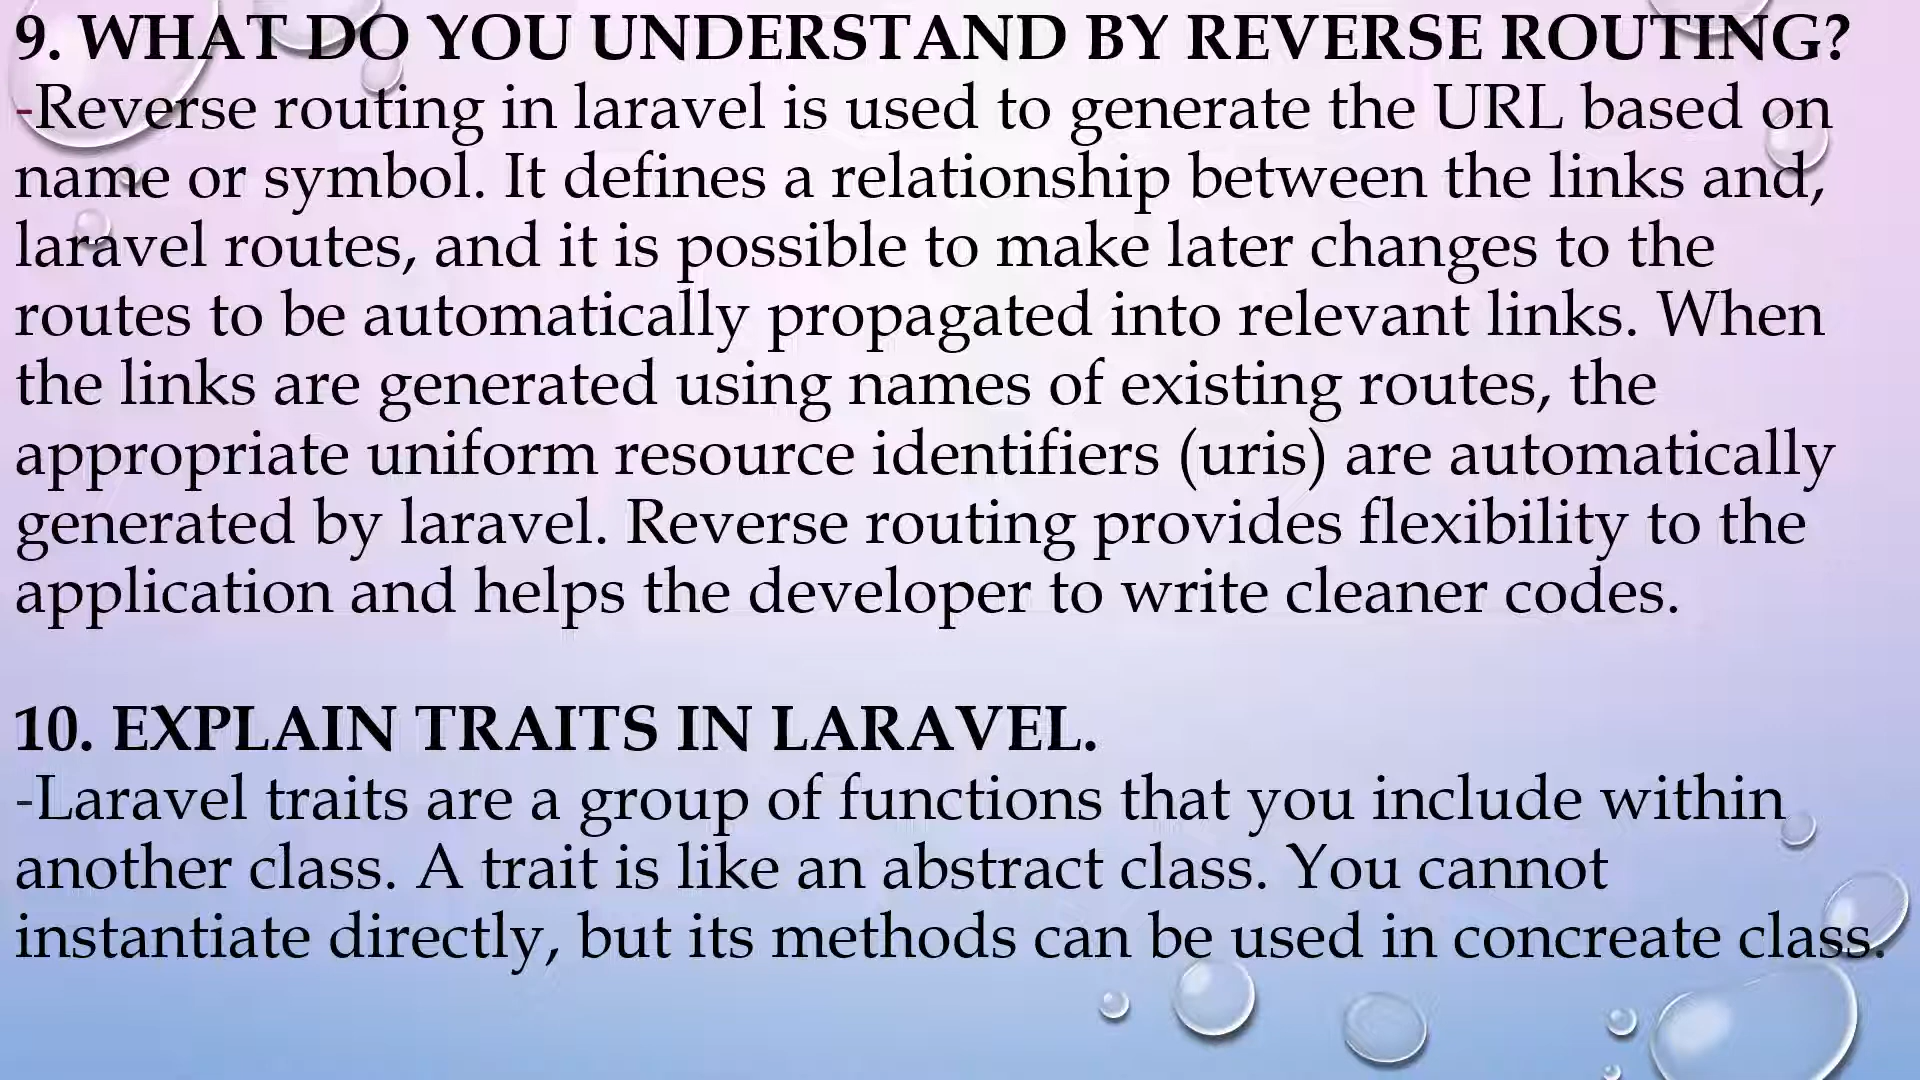 9. WHAT DO YOU UNDERSTAND BY REVERSE ROUTING?
-Reverse routing in laravel is used to generate the URL based on
name or symbol. It defines a relationship between the links and,
laravel routes, and it is possible to make later changes to the
routes to be automatically propagated into relevant links. When
the links are generated using names of existing routes, the
appropriate uniform resource identifiers (uris) are automatically
generated by laravel. Reverse routing provides flexibility to the
application and helps the developer to write cleaner codes.
10. EXPLAIN TRAITS IN LARAVEL.
-Laravel traits are a group of functions that you include within
another class. A trait is like an abstract class. You cannot
instantiate directly, but its methods can be used in concreate class.